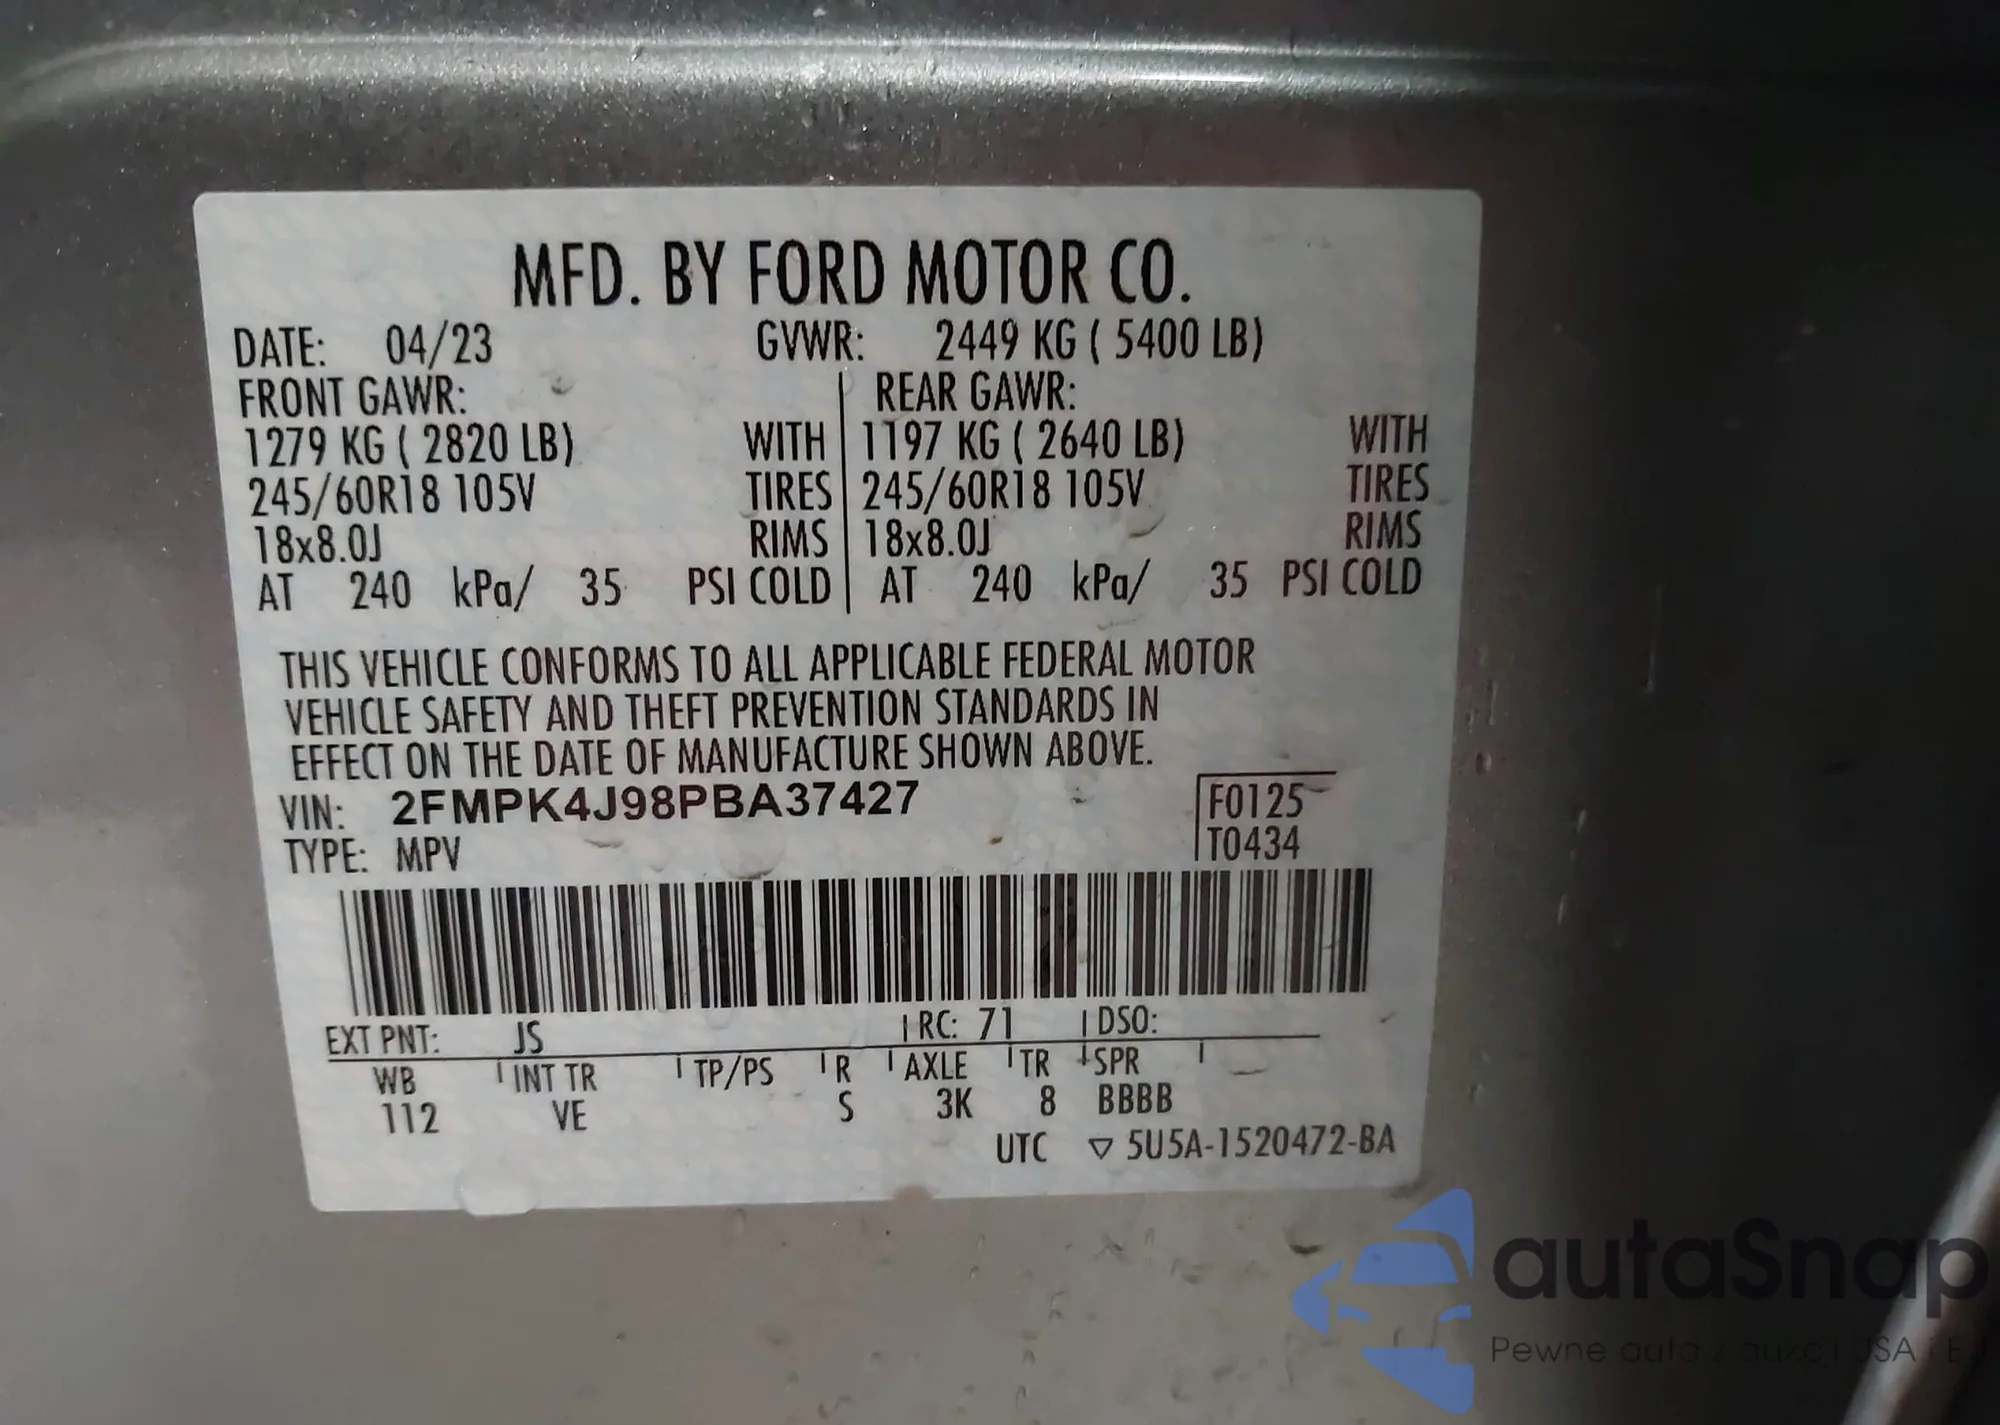 MFD. BY FORD MOTOR CO.
DATE: 04/23 GVWR: 2449 KG ( 5400 LB)
FRONT GAWR: REAR GAWR:
1279 KG ( 2820 LB) WITH 1197 KG ( 2640 LB) WITH
245/60R18 105V TIRES 245/60R18 105V TIRES
18x8.0J RIMS 18x8.0J RIMS
AT 240 kPa/ 35 PSI COLD AT 240 kPa/ 35 PSI COLD
THIS VEHICLE CONFORMS TO ALL APPLICABLE FEDERAL MOTOR
VEHICLE SAFETY AND THEFT PREVENTION STANDARDS IN
EFFECT ON THE DATE OF MANUFACTURE SHOWN ABOVE.
VIN: 2FMPK4J98PBA37427 F0125
TYPE: MPV T0434
EXT PNT: JS RC: 71 DSO:
WB INT TR TP/PS R AXLE TR SPR
112 VE S 3K 8 BBBB
UTC ▽ 5U5A-1520472-BA
autaSnap
Pewne auta z aukcji USA i